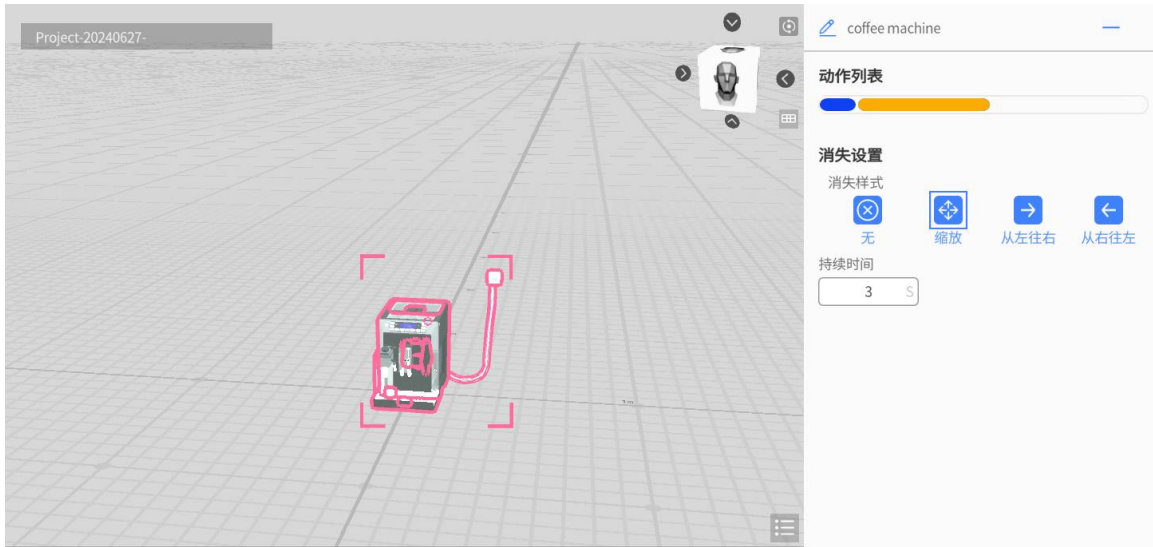 Project-20240627-
coffee machine
动作列表
消失设置
消失样式
无
缩放
从左往右
从右往左
持续时间
3 S